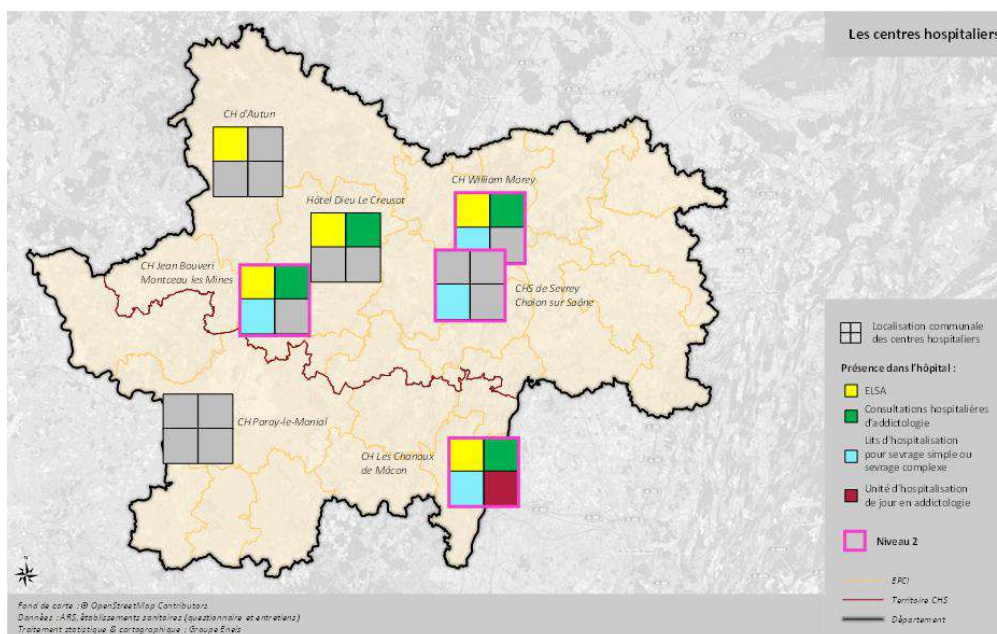 Les centres hospitaliers
CH d'Autun
CH William Morey
Hôtel Dieu Le Creusot
CH Jean Bouveri
Montceau les Mines
CHS de Sevrey
Chalon sur Saône
CH Paray-le-Monial
CH Les Chanaux
de Mâcon
Localisation communale
des centres hospitaliers
Présence dans l'hôpital :
ELSA
Consultations hospitalières
d'addictologie
Lits d'hospitalisation
pour sevrage simple ou
sevrage complexe
Unité d'hospitalisation
de jour en addictologie
Niveau 2
EPCI
Territoire CHS
Département
Fond de carte : © OpenStreetMap Contributors
Données : ARS, établissements sanitaires (questionnaire et entretiens)
Traitement statistique & cartographique : Groupe Eneis